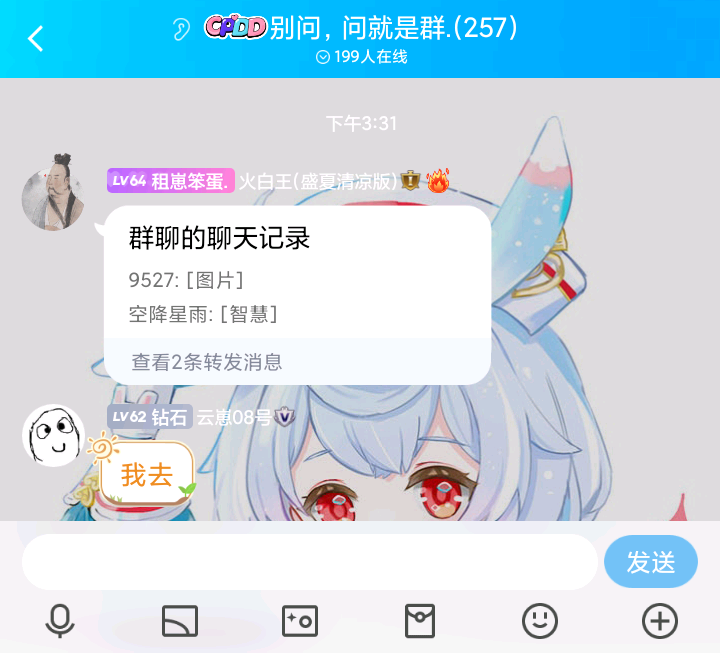 CPDD别问，问就是群.(257)
199人在线
下午3:31
LV64 租崽笨蛋. 火白王(盛夏清凉版)
群聊的聊天记录
9527: [图片]
空降星雨: [智慧]
查看2条转发消息
LV62 钻石 云崽08号
我去
发送